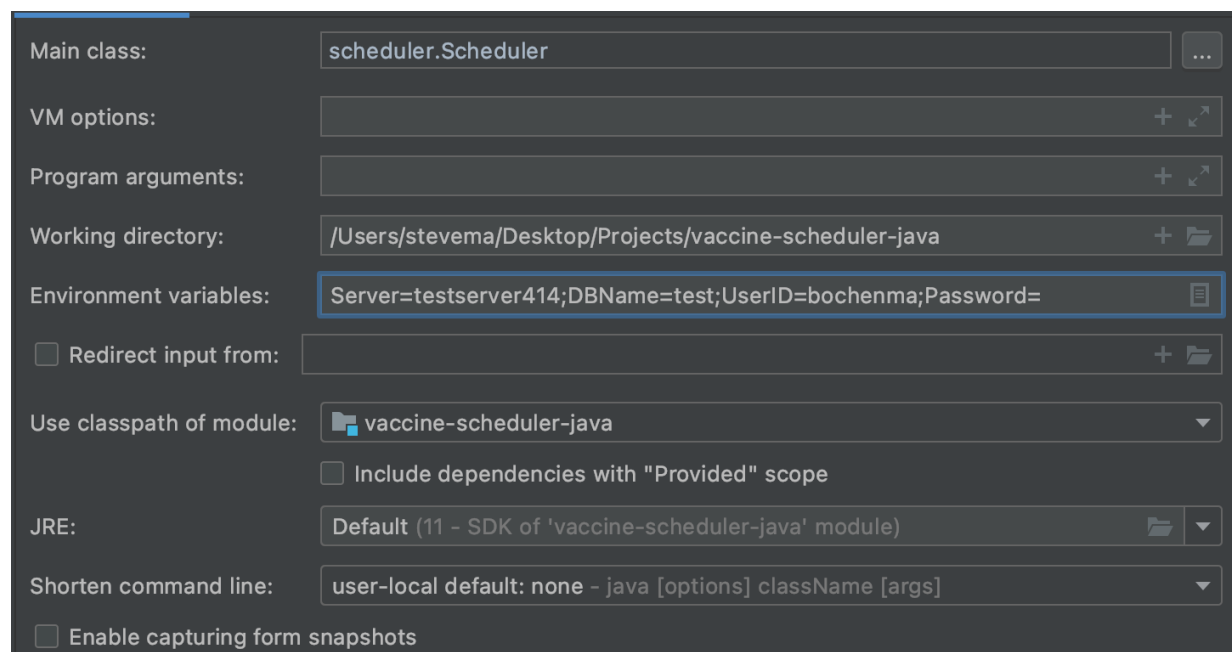 Main class: scheduler.Scheduler ...
VM options:
Program arguments:
Working directory: /Users/stevema/Desktop/Projects/vaccine-scheduler-java
Environment variables: Server=testserver414;DBName=test;UserID=bochenma;Password=
Redirect input from:
Use classpath of module: vaccine-scheduler-java
Include dependencies with "Provided" scope
JRE: Default (11 - SDK of 'vaccine-scheduler-java' module)
Shorten command line: user-local default: none - java [options] className [args]
Enable capturing form snapshots